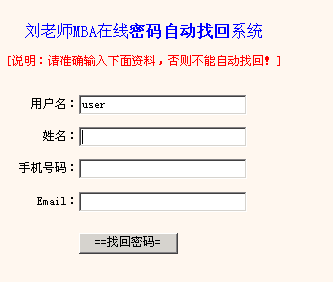 刘老师MBA在线密码自动找回系统
[说明：请准确输入下面资料，否则不能自动找回！]
用户名：user
姓名：
手机号码：
Email：
==找回密码=